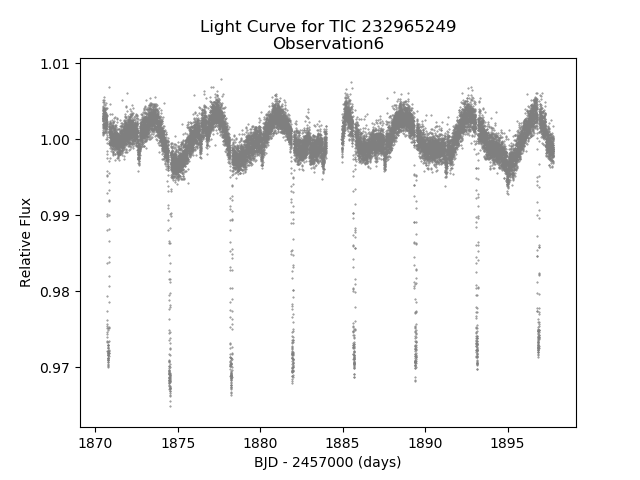 Light Curve for TIC 232965249
Observation6
1.01
1.00
0.99
0.98
0.97
Relative Flux
1870
1875
1880
1885
1890
1895
BJD - 2457000 (days)